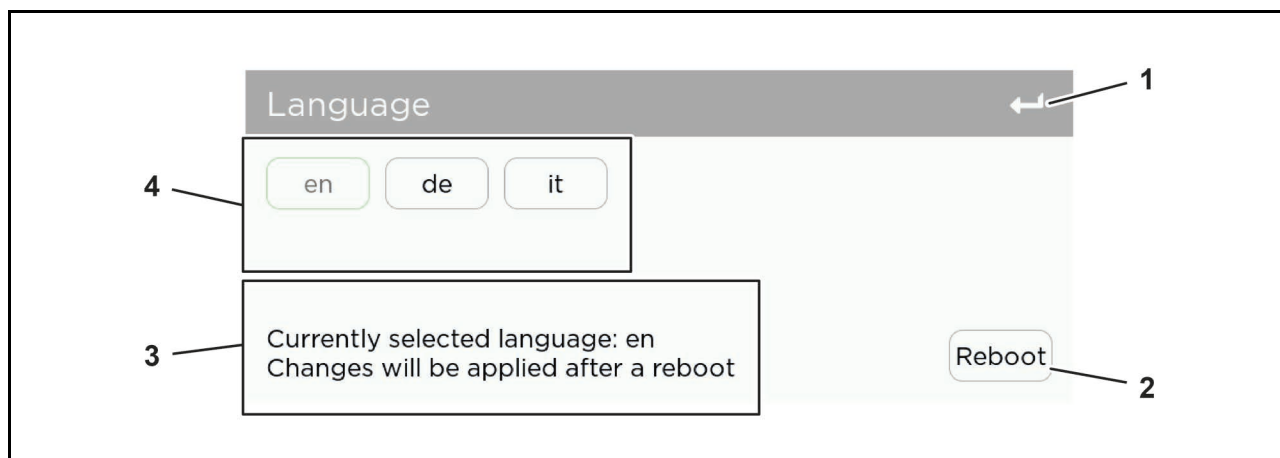 Language
1
en de it
4
Currently selected language: en
Changes will be applied after a reboot
3
Reboot
2